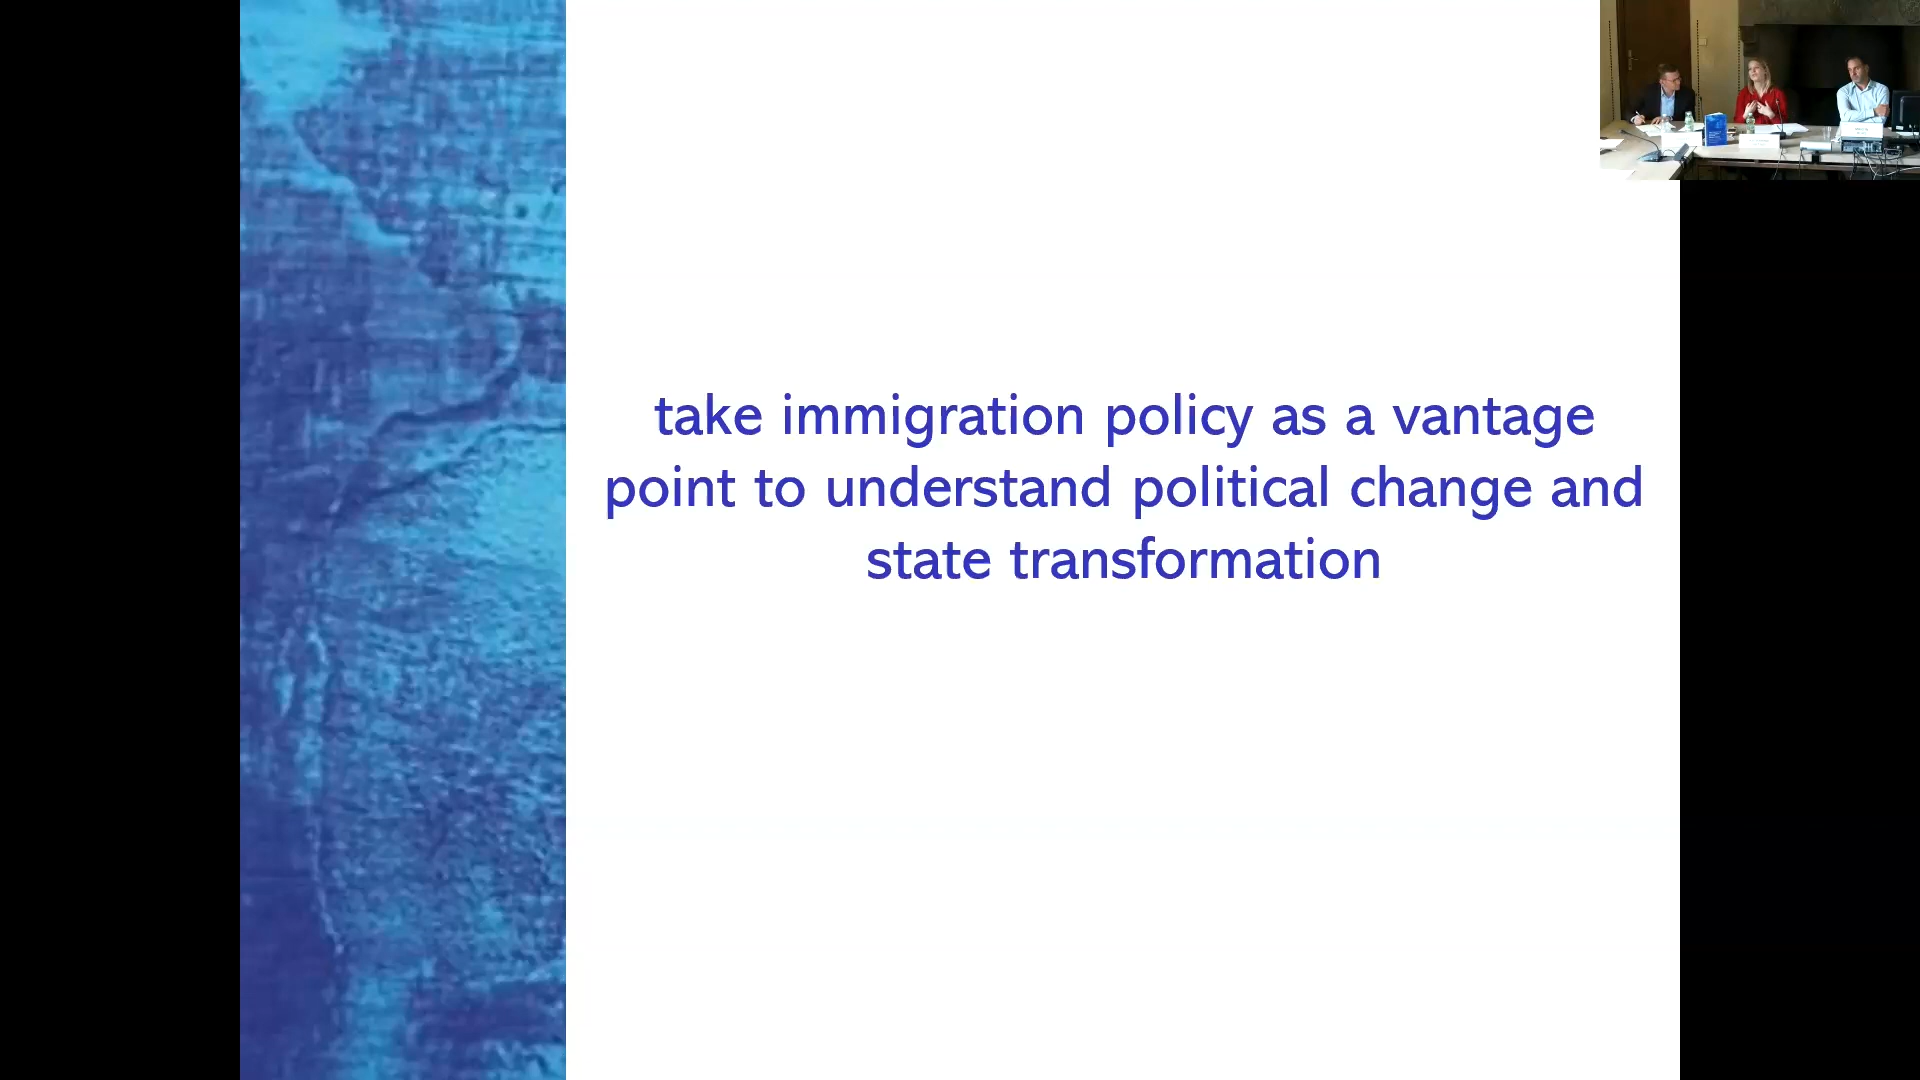 take immigration policy as a vantage
point to understand political change and
state transformation